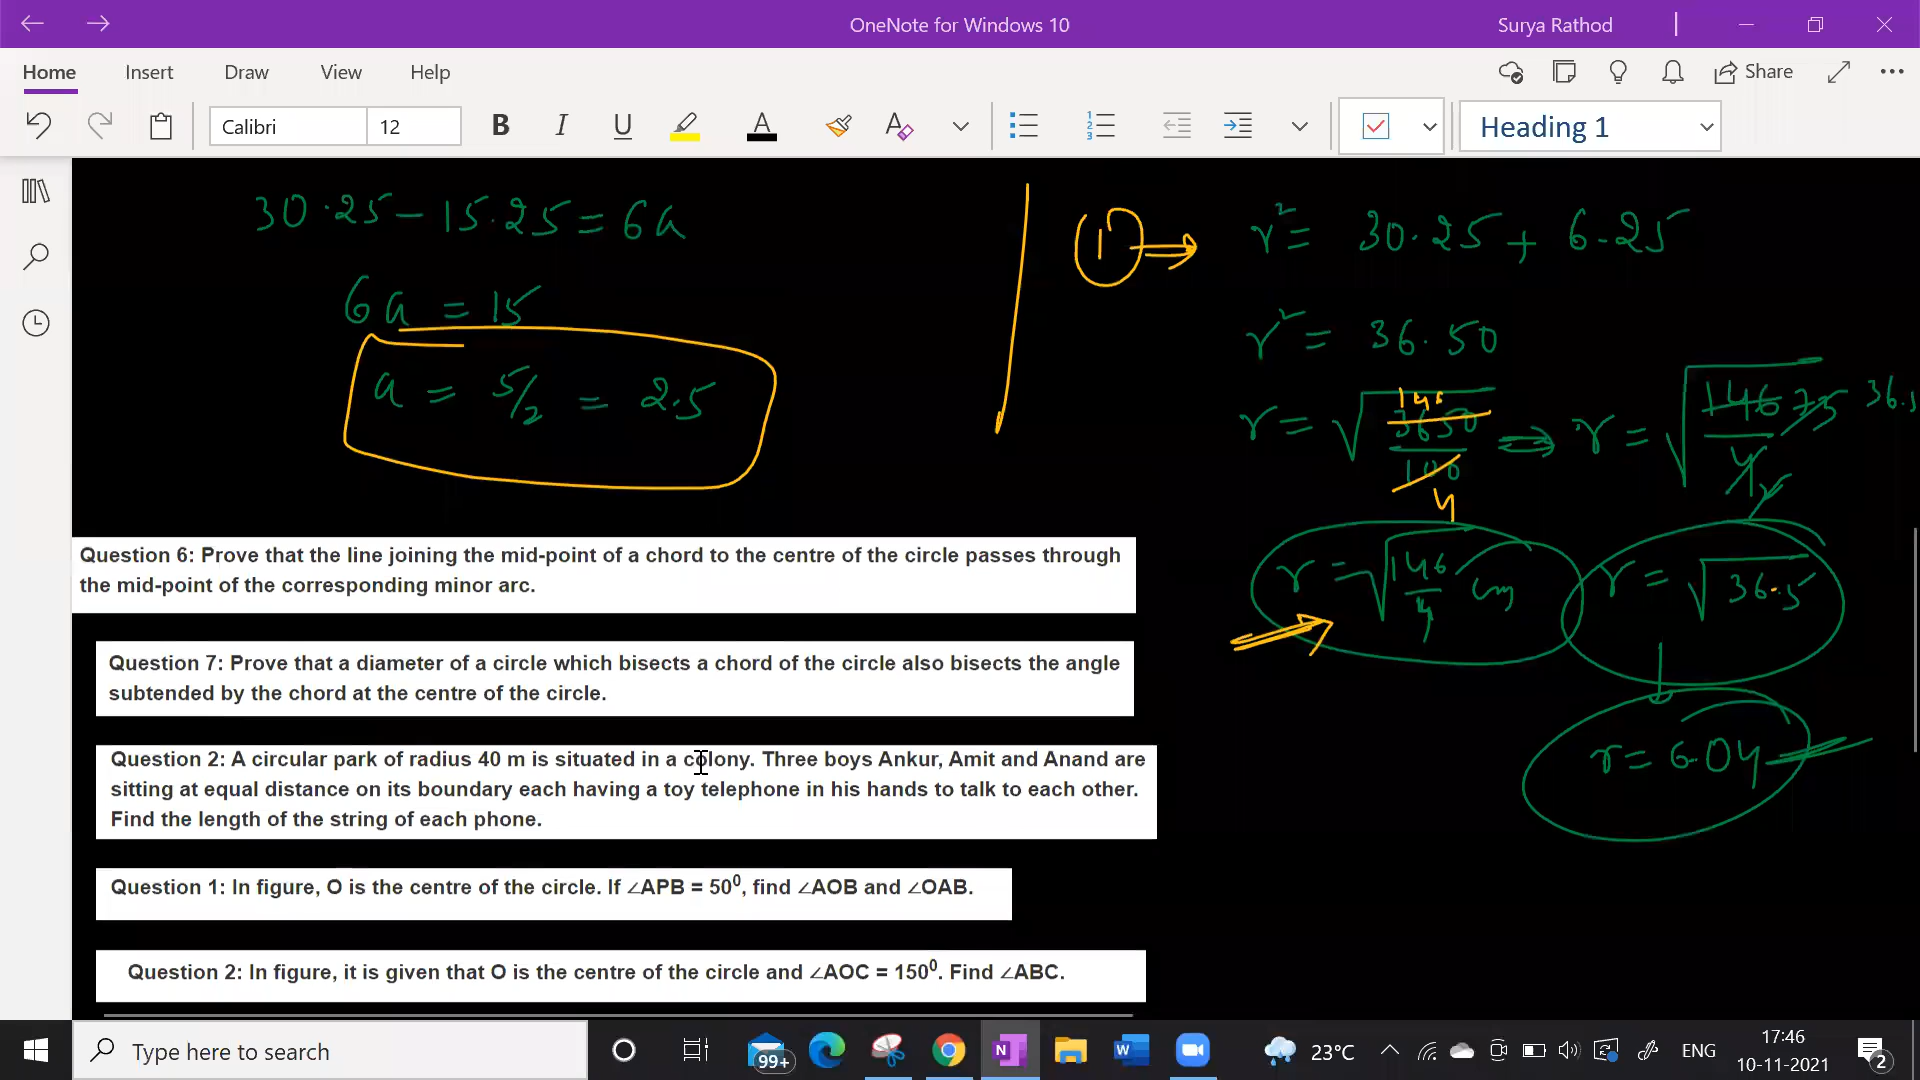 OneNote for Windows 10
Surya Rathod
Home Insert Draw View Help
Share
Calibri 12 B I U A Heading 1
30.25 - 15.25 = 6a
6a = 15
a = 5/2 = 2.5
1 ⇒ r² = 30.25 + 6.25
r² = 36.50
r = √3650/100 146 4 ⇒ r = √146/4
r = √146/4 cm
r = √36.5
r = 6.04
Question 6: Prove that the line joining the mid-point of a chord to the centre of the circle passes through
the mid-point of the corresponding minor arc.
Question 7: Prove that a diameter of a circle which bisects a chord of the circle also bisects the angle
subtended by the chord at the centre of the circle.
Question 2: A circular park of radius 40 m is situated in a colony. Three boys Ankur, Amit and Anand are
sitting at equal distance on its boundary each having a toy telephone in his hands to talk to each other.
Find the length of the string of each phone.
Question 1: In figure, O is the centre of the circle. If ∠APB = 50⁰, find ∠AOB and ∠OAB.
Question 2: In figure, it is given that O is the centre of the circle and ∠AOC = 150⁰. Find ∠ABC.
Type here to search
99+
23°C
ENG
17:46
10-11-2021
2